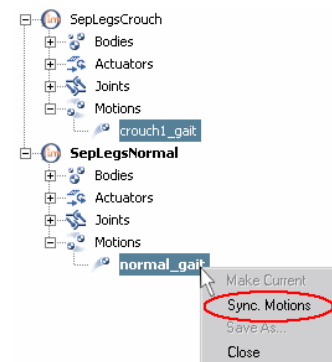 SepLegsCrouch
Bodies
Actuators
Joints
Motions
crouch1_gait
SepLegsNormal
Bodies
Actuators
Joints
Motions
normal_gait
Make Current
Sync. Motions
Save As...
Close